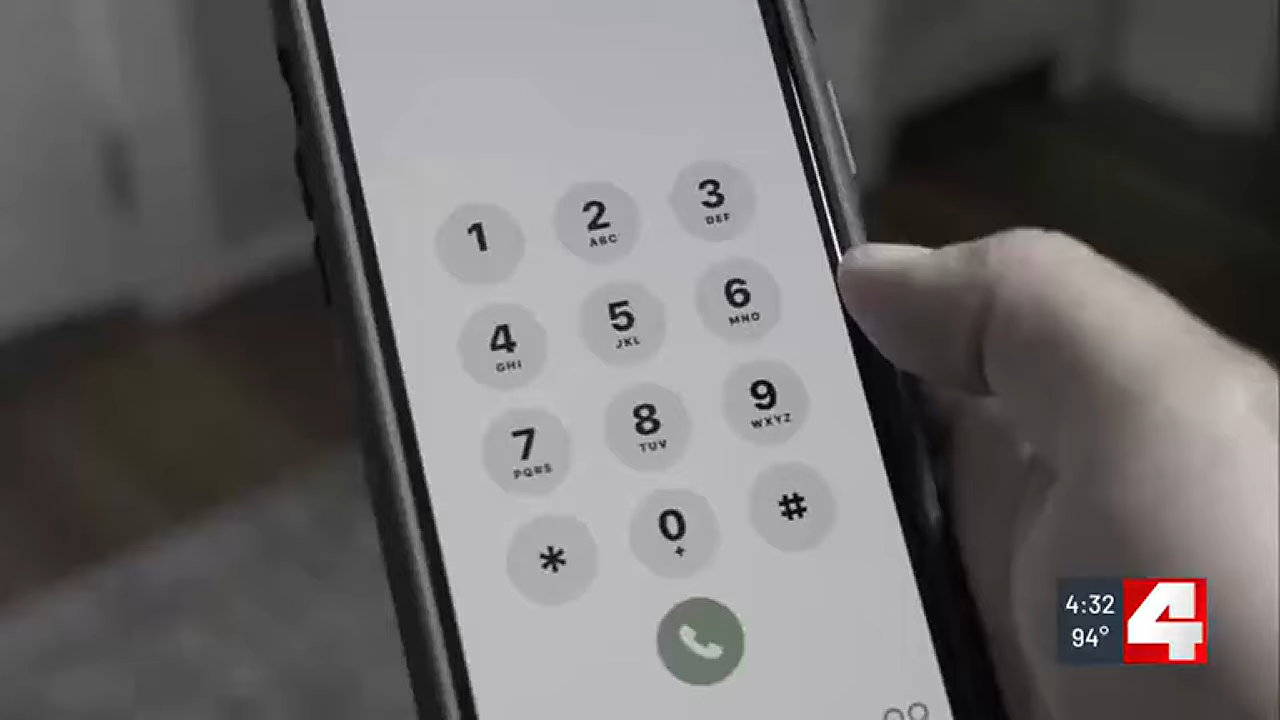 1 2 3
ABC DEF
4 5 6
GHI JKL MNO
7 8 9
PQRS TUV WXYZ
* 0 #
+
4:32
94°
4